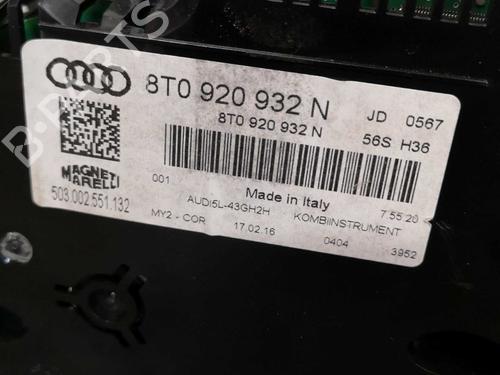 8T0 920 932 N
JD 0567
8T0 920 932 N
56S H36
MAGNETI
MARELLI
503.002.551.132
001
Made in Italy
7.55 20
AUDI5L-43GH2H
KOMBIINSTRUMENT
MY2 - COR
17.02.16
0404
3952
B-PARTS